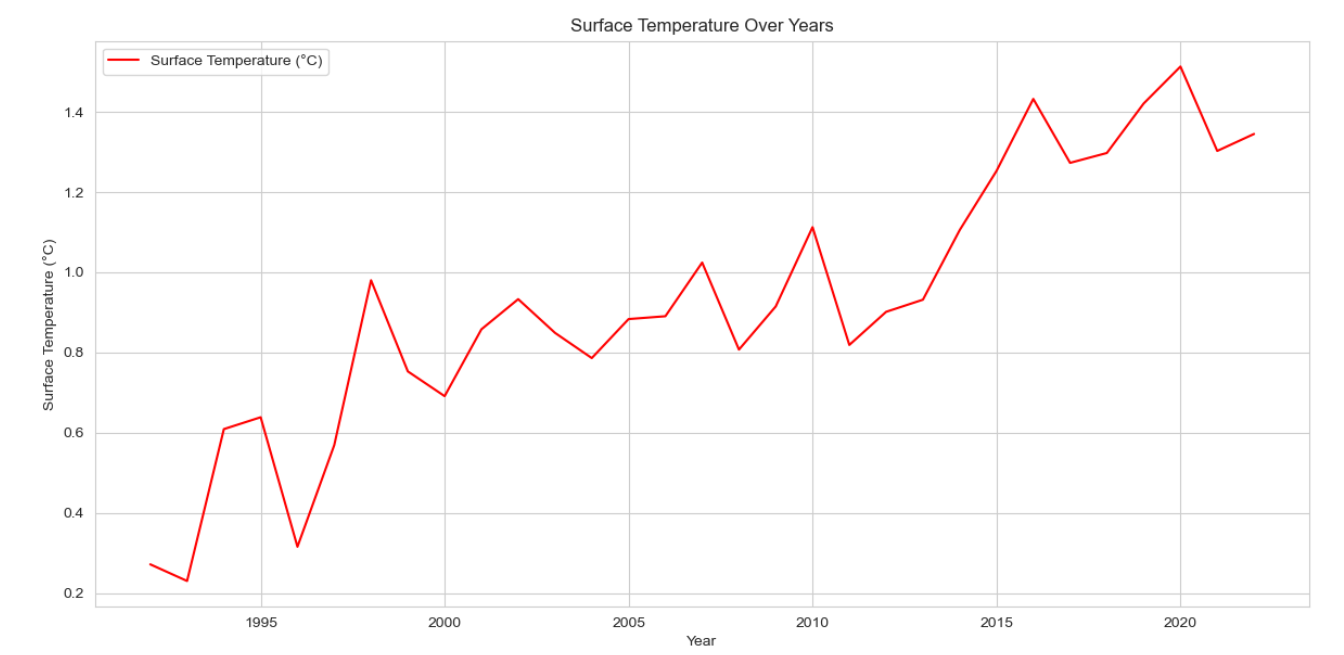 Surface Temperature Over Years
Surface Temperature (°C)
Surface Temperature (°C)
1.4
1.2
1.0
0.8
0.6
0.4
0.2
1995 2000 2005 2010 2015 2020
Year